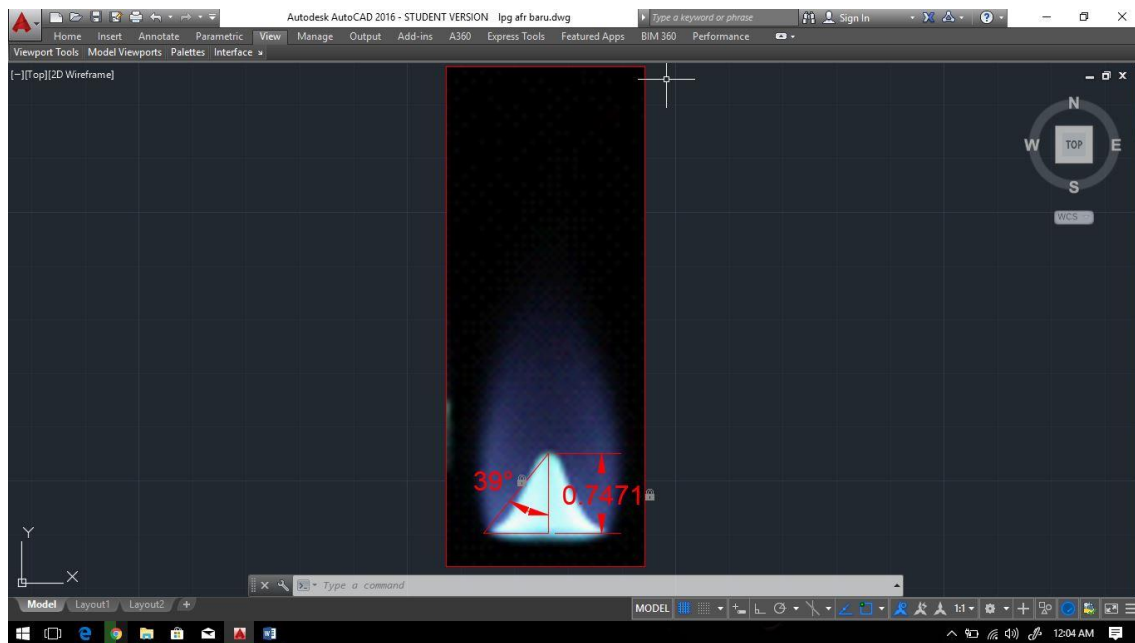 Autodesk AutoCAD 2016 - STUDENT VERSION lpg afr baru.dwg
Type a keyword or phrase
Sign In
Home Insert Annotate Parametric View Manage Output Add-ins A360 Express Tools Featured Apps BIM 360 Performance
Viewport Tools Model Viewports Palettes Interface
[−][Top][2D Wireframe]
N
W TOP E
S
WCS
39°
0.7471
Y
X
Type a command
Model Layout1 Layout2 +
MODEL 1:1
12:04 AM